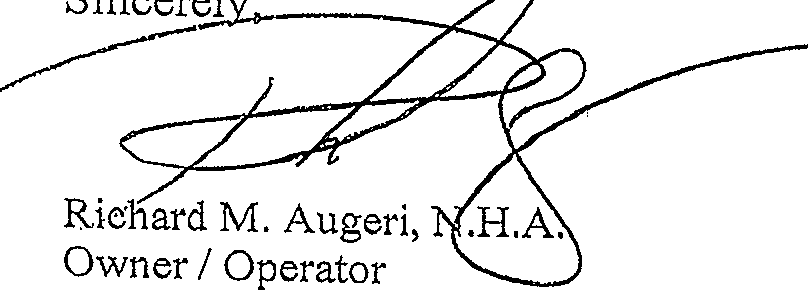 Sincerely,
Richard M. Augeri, N.H.A.
Owner / Operator